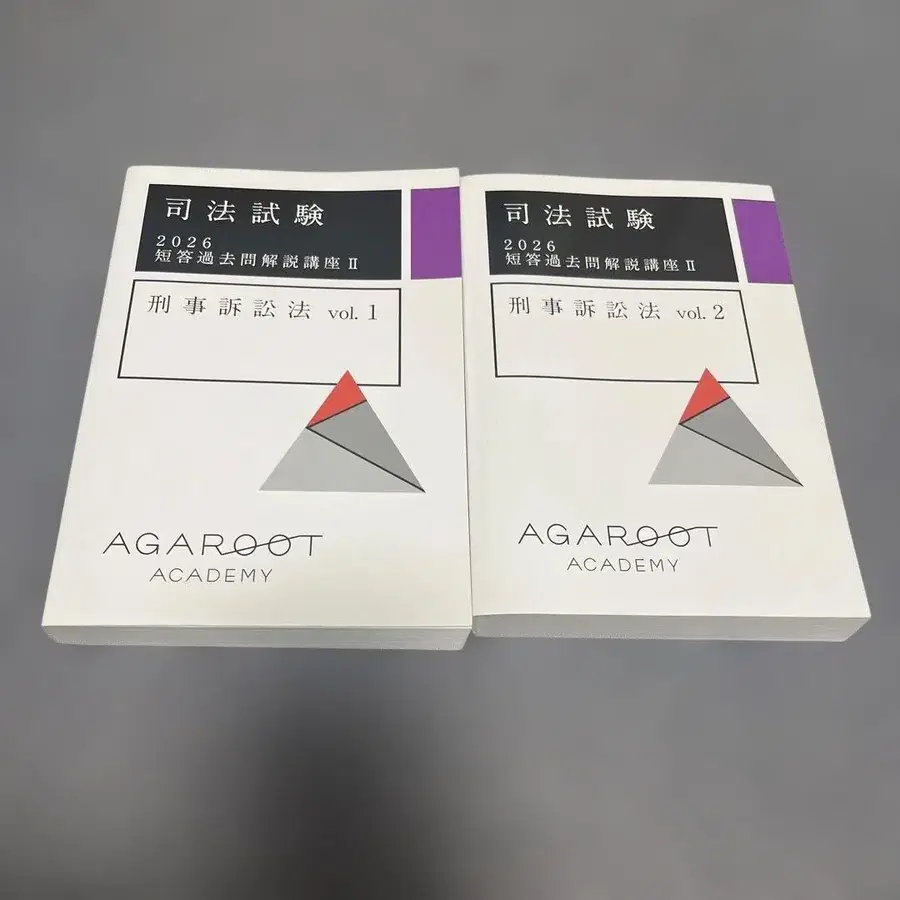 司法試験
2026
短答過去問解説講座Ⅱ
刑事訴訟法 vol. 1
AGAROOT
ACADEMY
司法試験
2026
短答過去問解説講座Ⅱ
刑事訴訟法 vol. 2
AGAROOT
ACADEMY